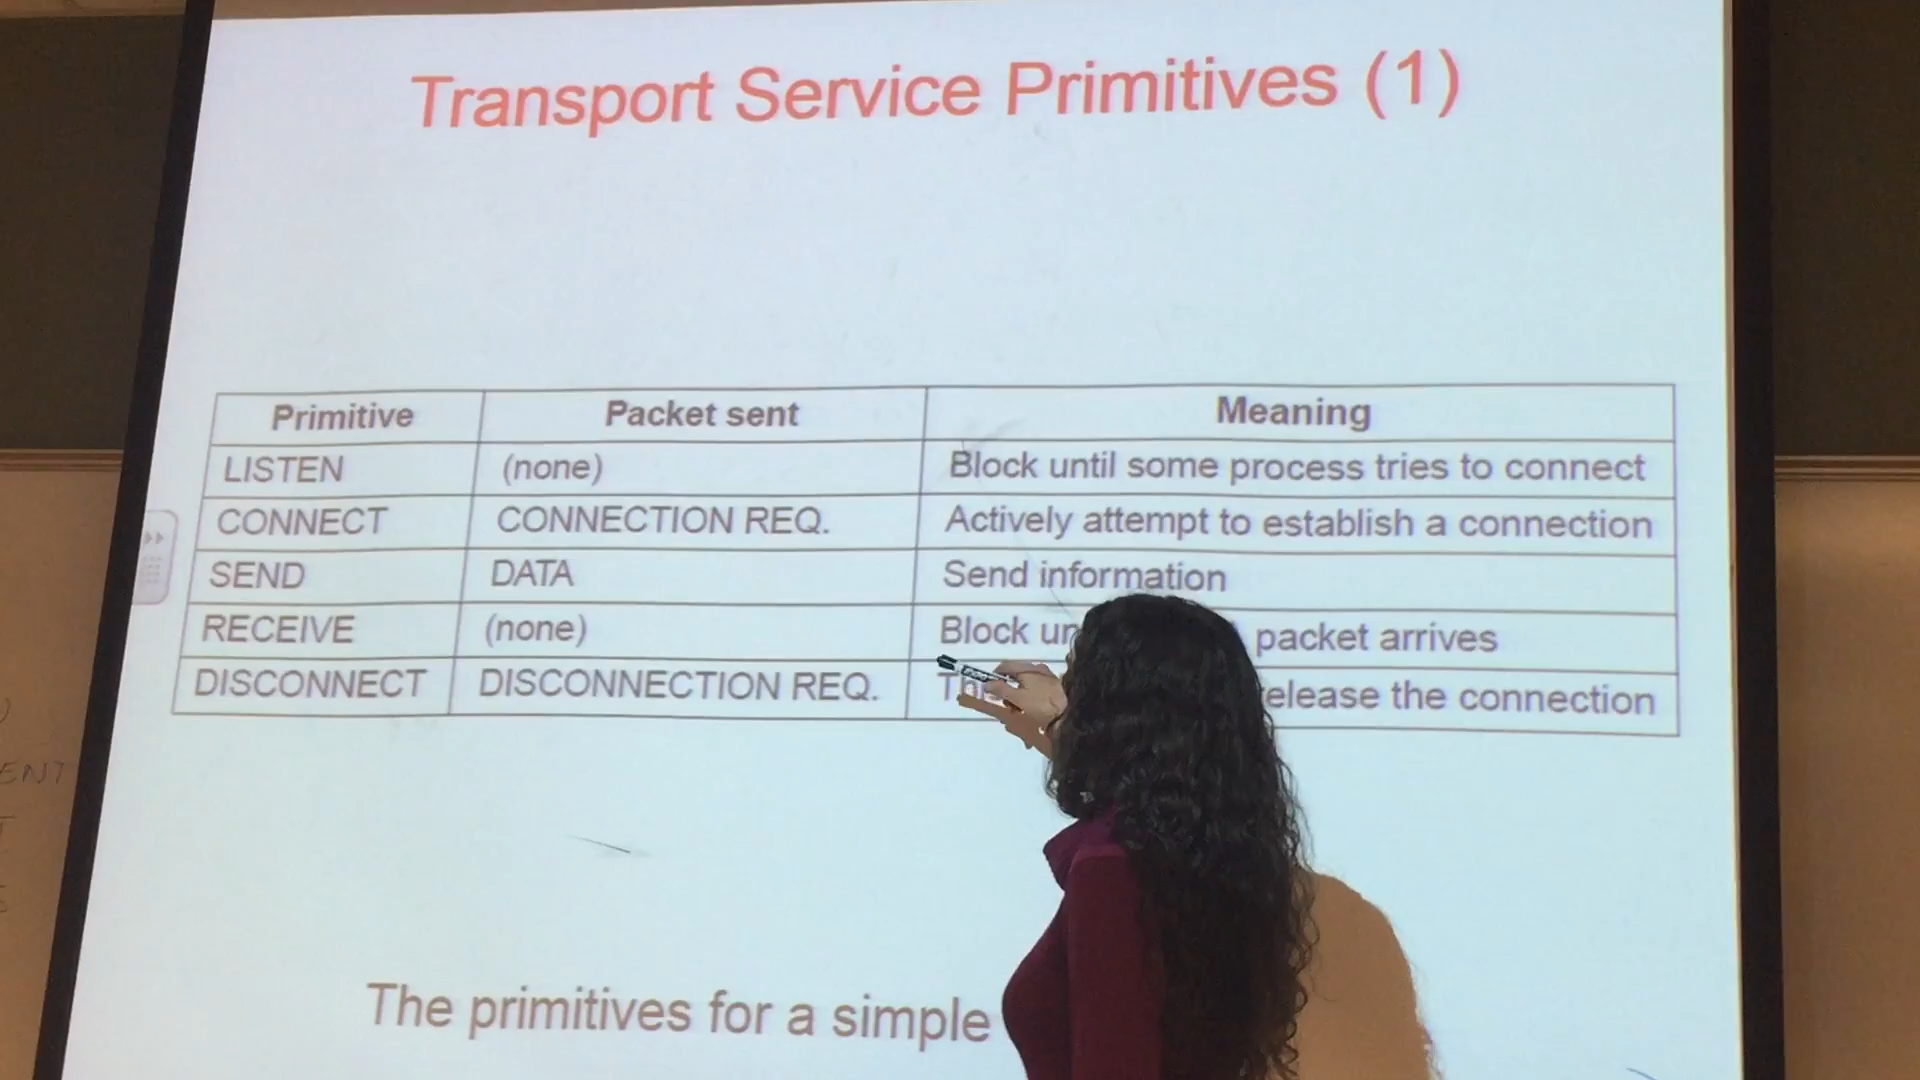 Transport Service Primitives (1)
Primitive Packet sent Meaning
LISTEN (none) Block until some process tries to connect
CONNECT CONNECTION REQ. Actively attempt to establish a connection
SEND DATA Send information
RECEIVE (none) Block packet arrives
DISCONNECT DISCONNECTION REQ. release the connection
The primitives for a simple